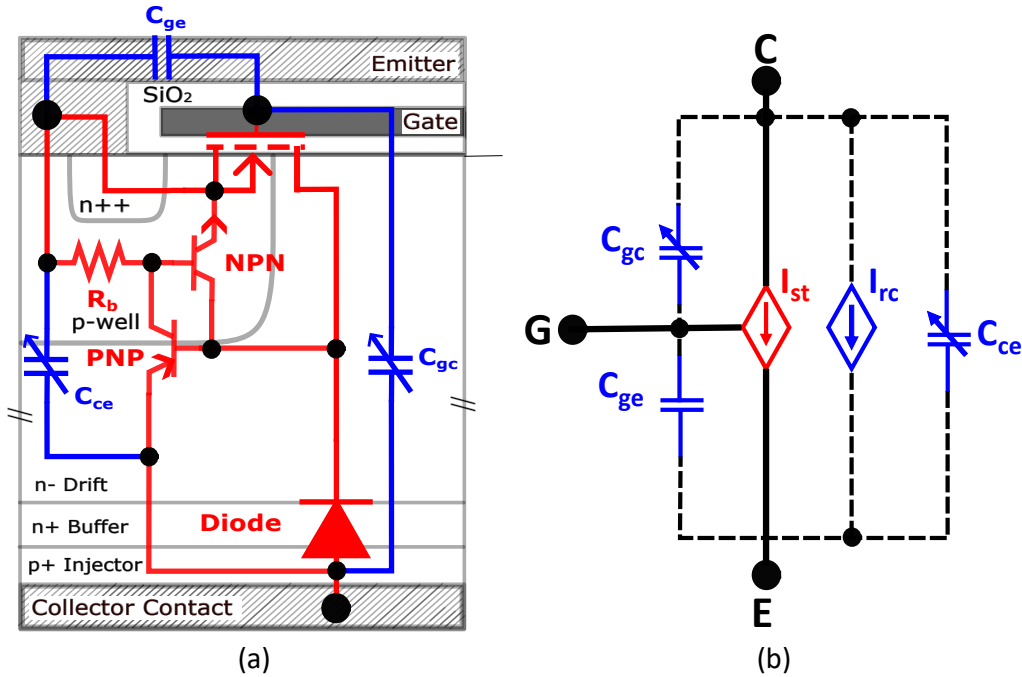 Cge
Emitter
SiO₂
Gate
n++
NPN
Rb
p-well
PNP
Cce
Cgc
n- Drift
n+ Buffer
Diode
p+ Injector
Collector Contact
(a)
C
Cgc
Ist
Irc
G
Cce
Cge
E
(b)